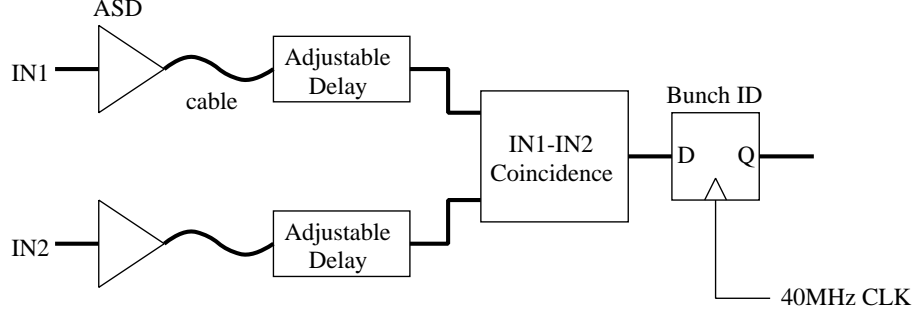 ASD
IN1
cable
Adjustable
Delay
IN1-IN2
Coincidence
Bunch ID
D
Q
IN2
Adjustable
Delay
40MHz CLK